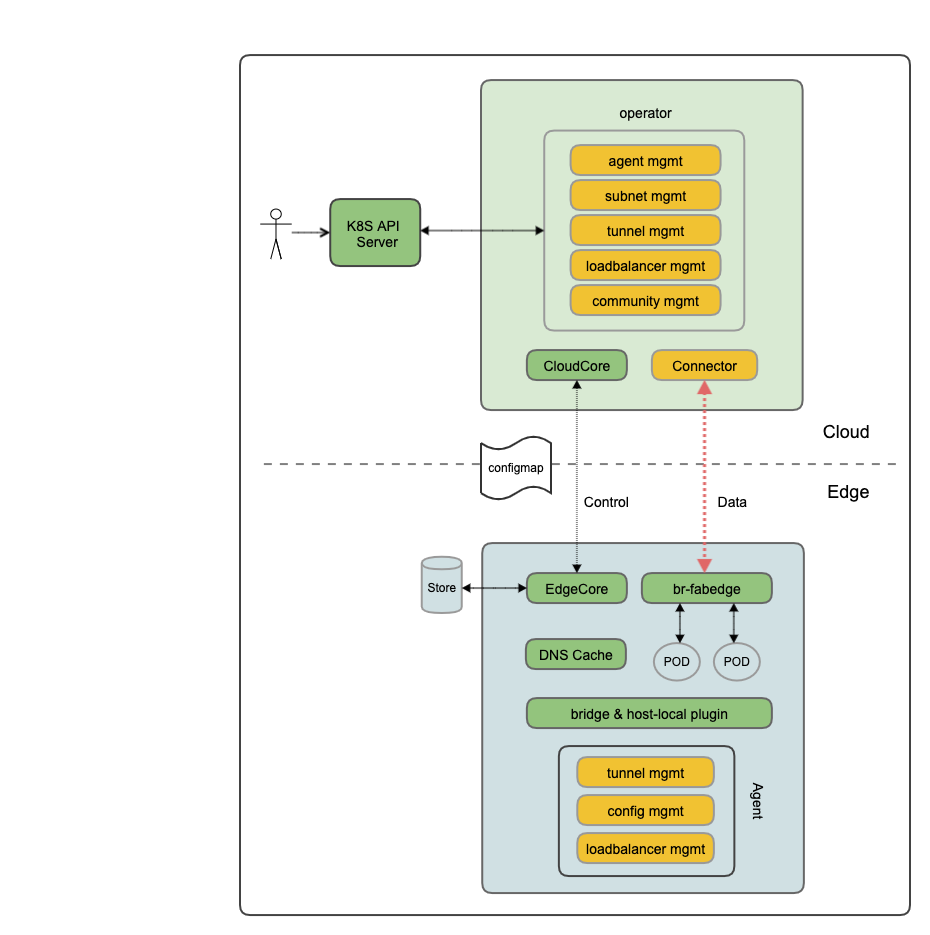 operator
agent mgmt
subnet mgmt
tunnel mgmt
loadbalancer mgmt
community mgmt
K8S API
Server
CloudCore
Connector
Cloud
configmap
Edge
Control
Data
Store
EdgeCore
br-fabedge
DNS Cache
POD
POD
bridge & host-local plugin
tunnel mgmt
config mgmt
loadbalancer mgmt
Agent